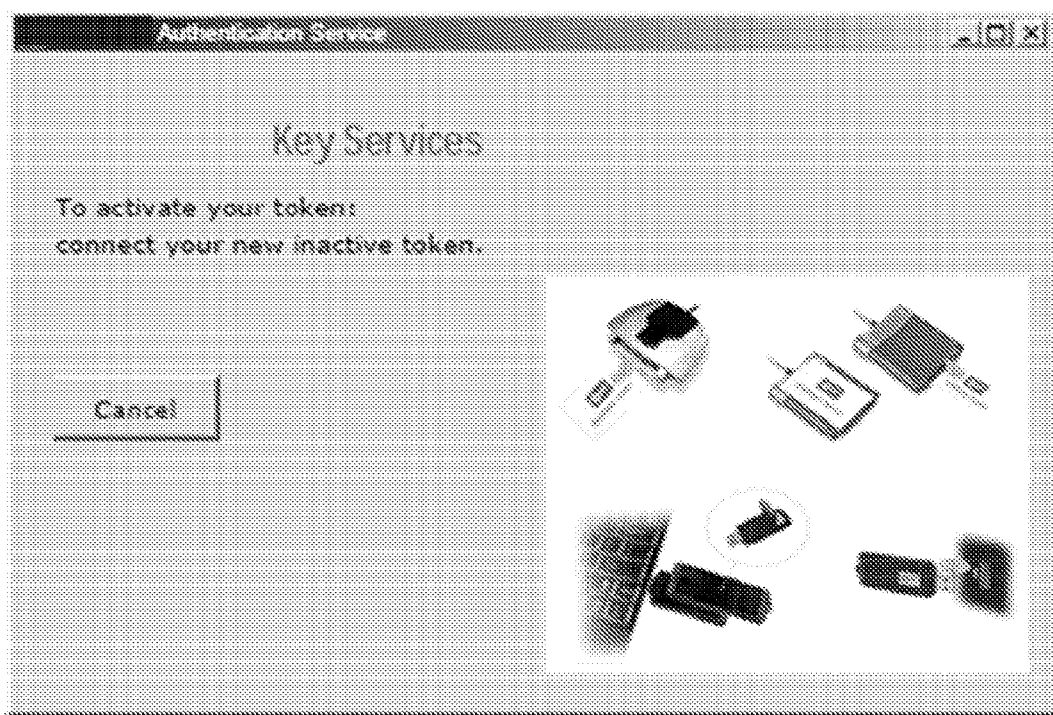 Authentication Service
Key Services
To activate your token:
connect your new inactive token.
Cancel